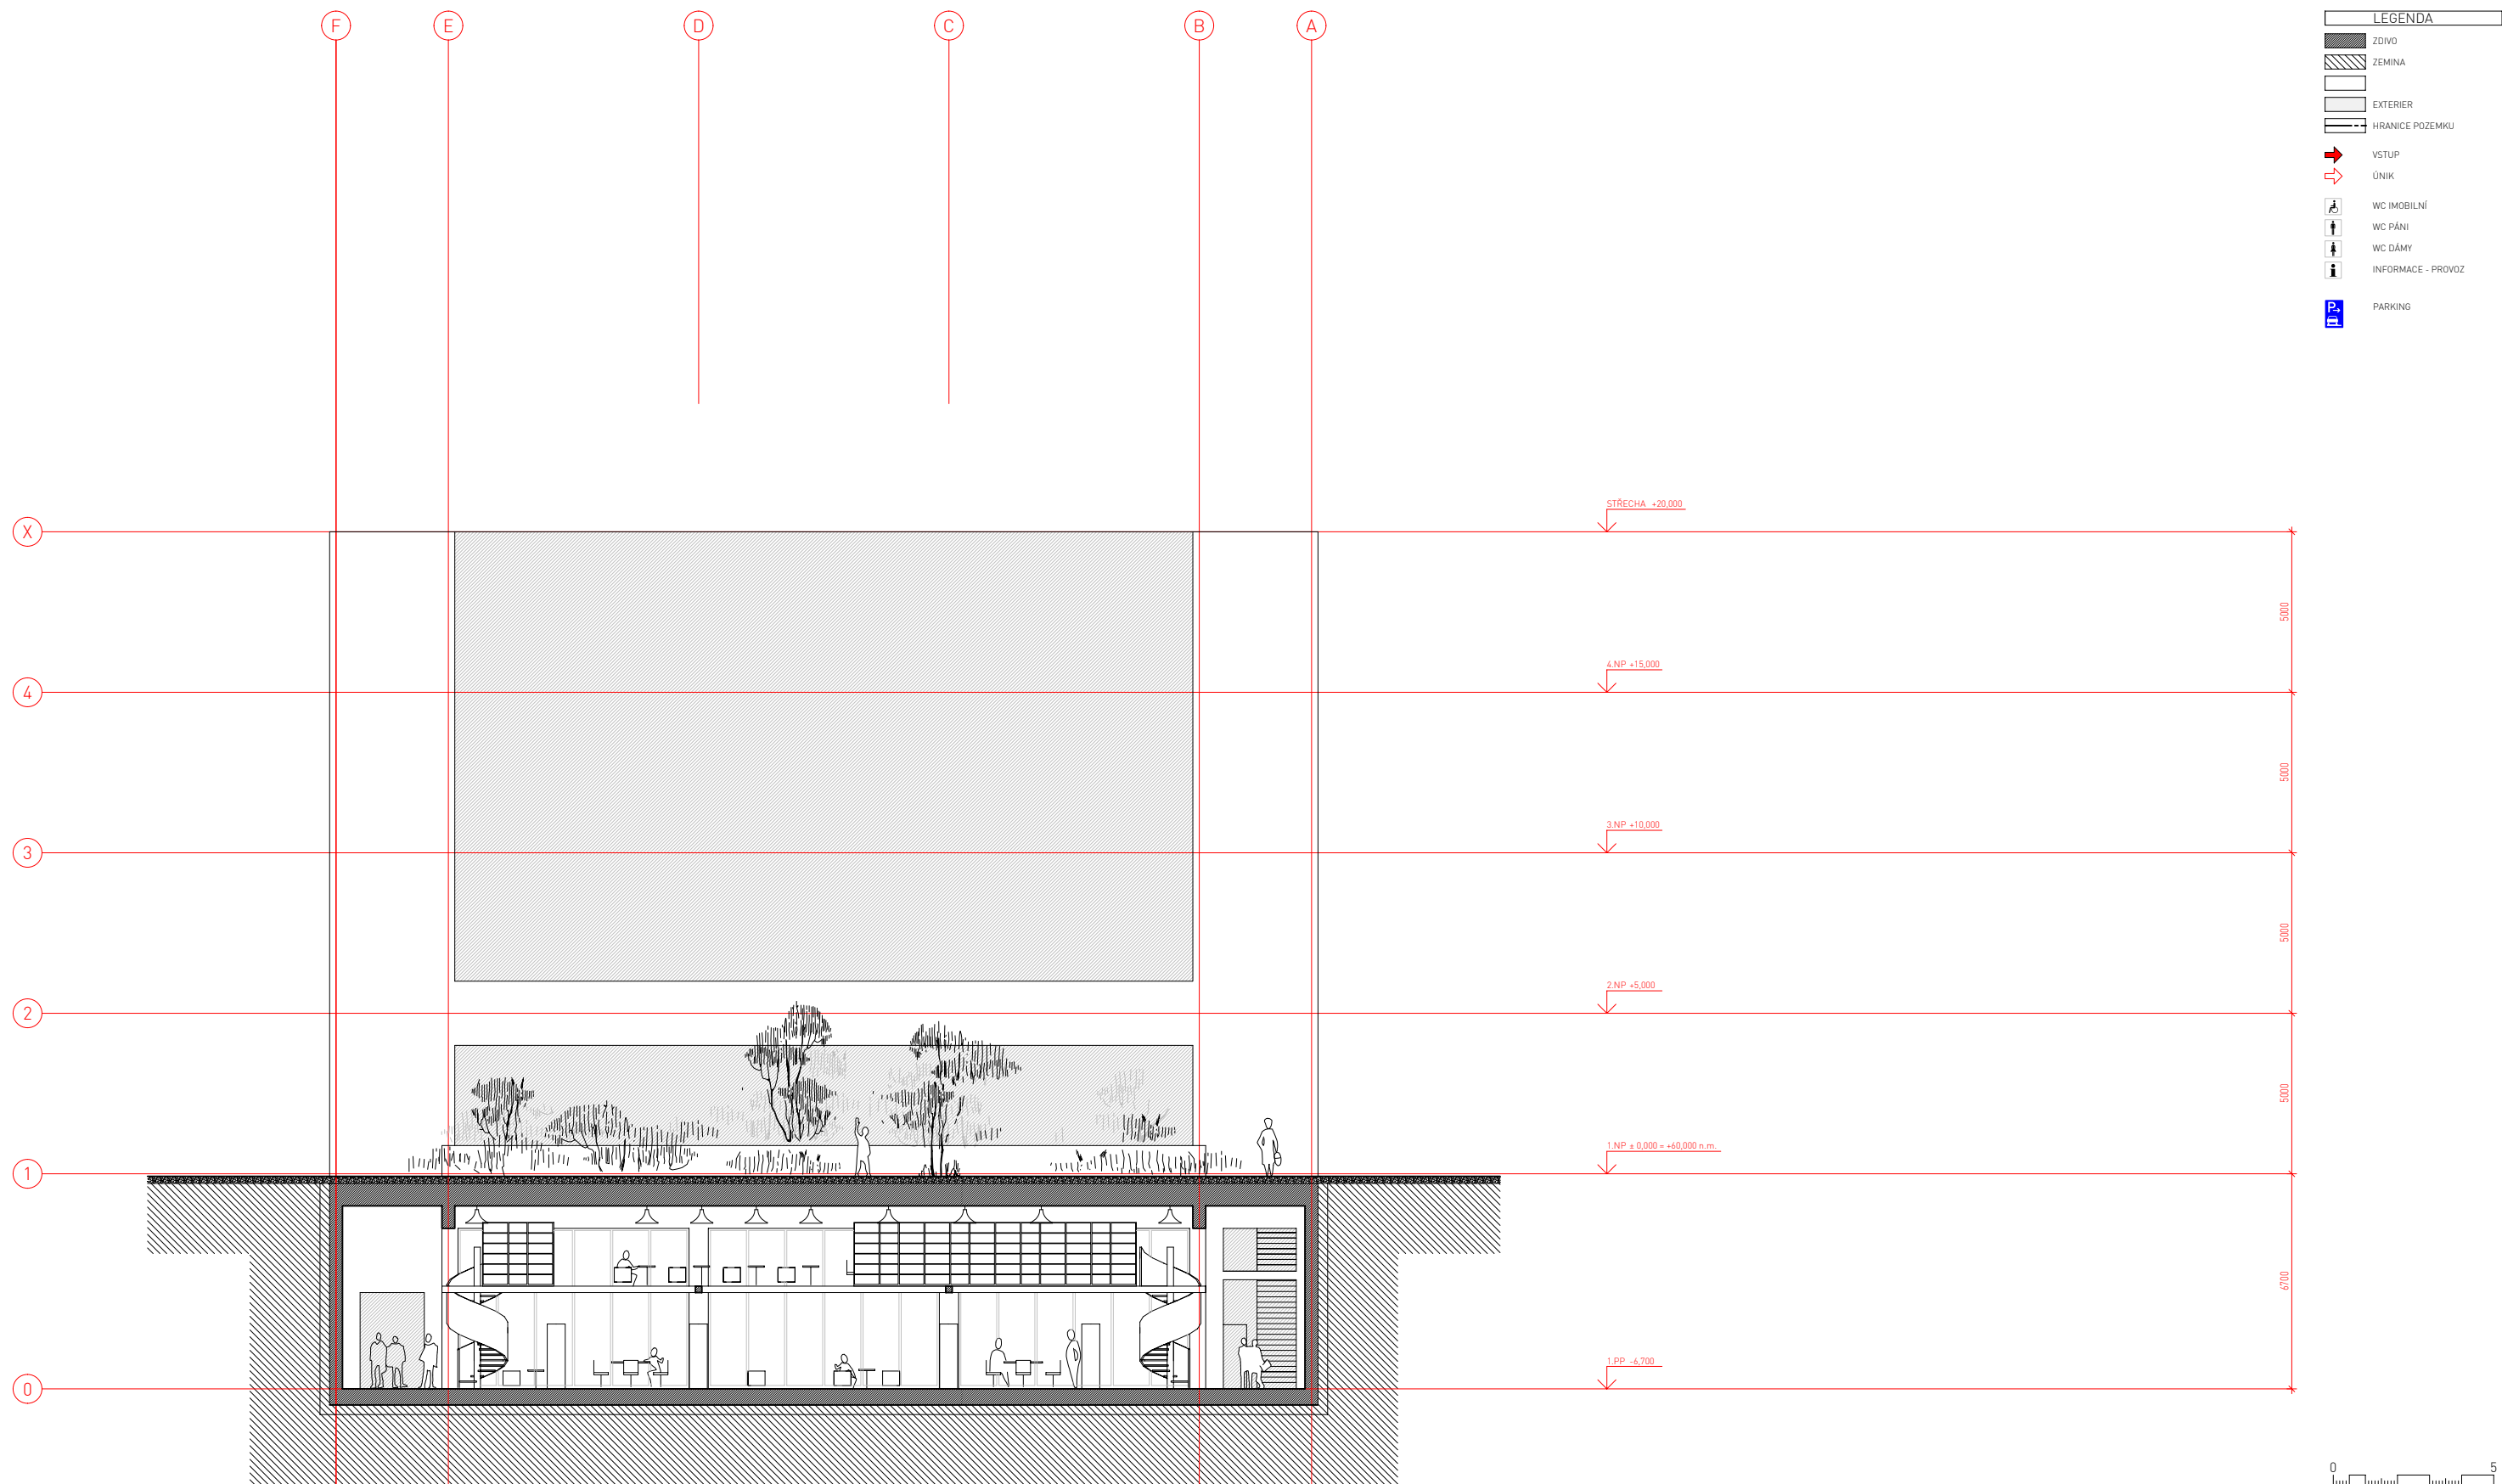 F E D C B A
LEGENDA
ZDIVO
ZEMINA
EXTERIER
HRANICE POZEMKU
VSTUP
ÚNIK
WC IMOBILNÍ
WC PÁNI
WC DÁMY
INFORMACE - PROVOZ
P
PARKING
STŘECHA +20,000
X
5000
4.NP +15,000
4
5000
3.NP +10,000
3
5000
2.NP +5,000
2
5000
1.NP ± 0,000 = +60,000 n.m.
1
6700
1.PP -6,700
0
0 5